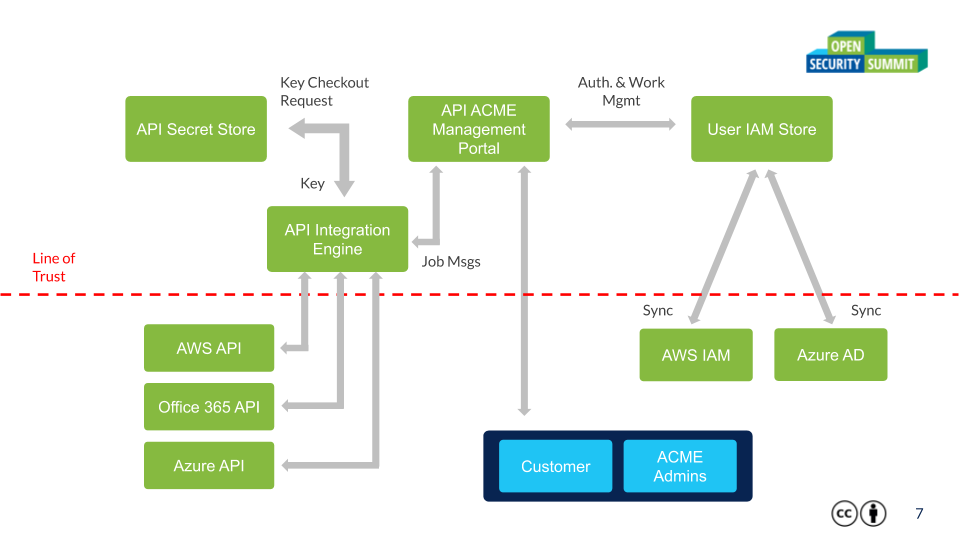 OPEN
SECURITY SUMMIT
Key Checkout
Request
Auth. & Work
Mgmt
API Secret Store
API ACME
Management
Portal
User IAM Store
Key
API Integration
Engine
Job Msgs
Line of
Trust
Sync
Sync
AWS API
AWS IAM
Azure AD
Office 365 API
Azure API
Customer
ACME
Admins
cc
7